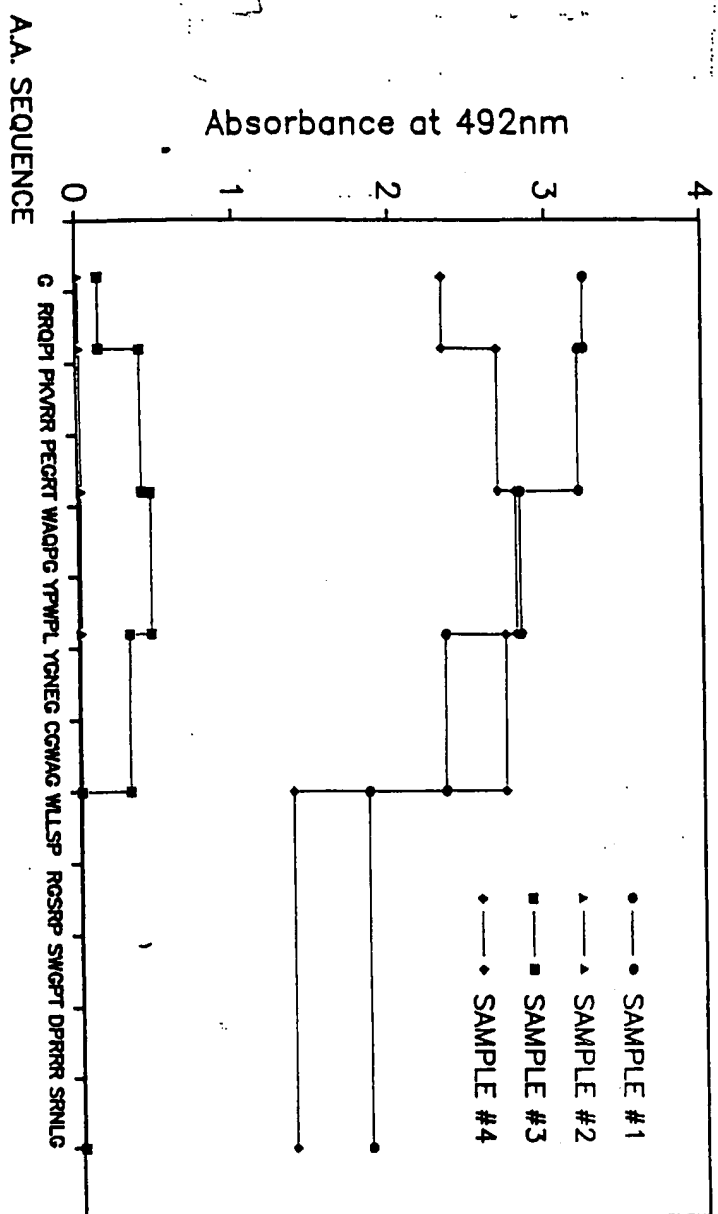 Absorbance at 492nm
4
3
2
1
0
SAMPLE #1
SAMPLE #2
SAMPLE #3
SAMPLE #4
G RRQPI PKVRR PEGRT WAQPG YPWPL YGNEG CGWAG WLLSP RGSRP SWGPT DPRRR SRNLG
A.A. SEQUENCE